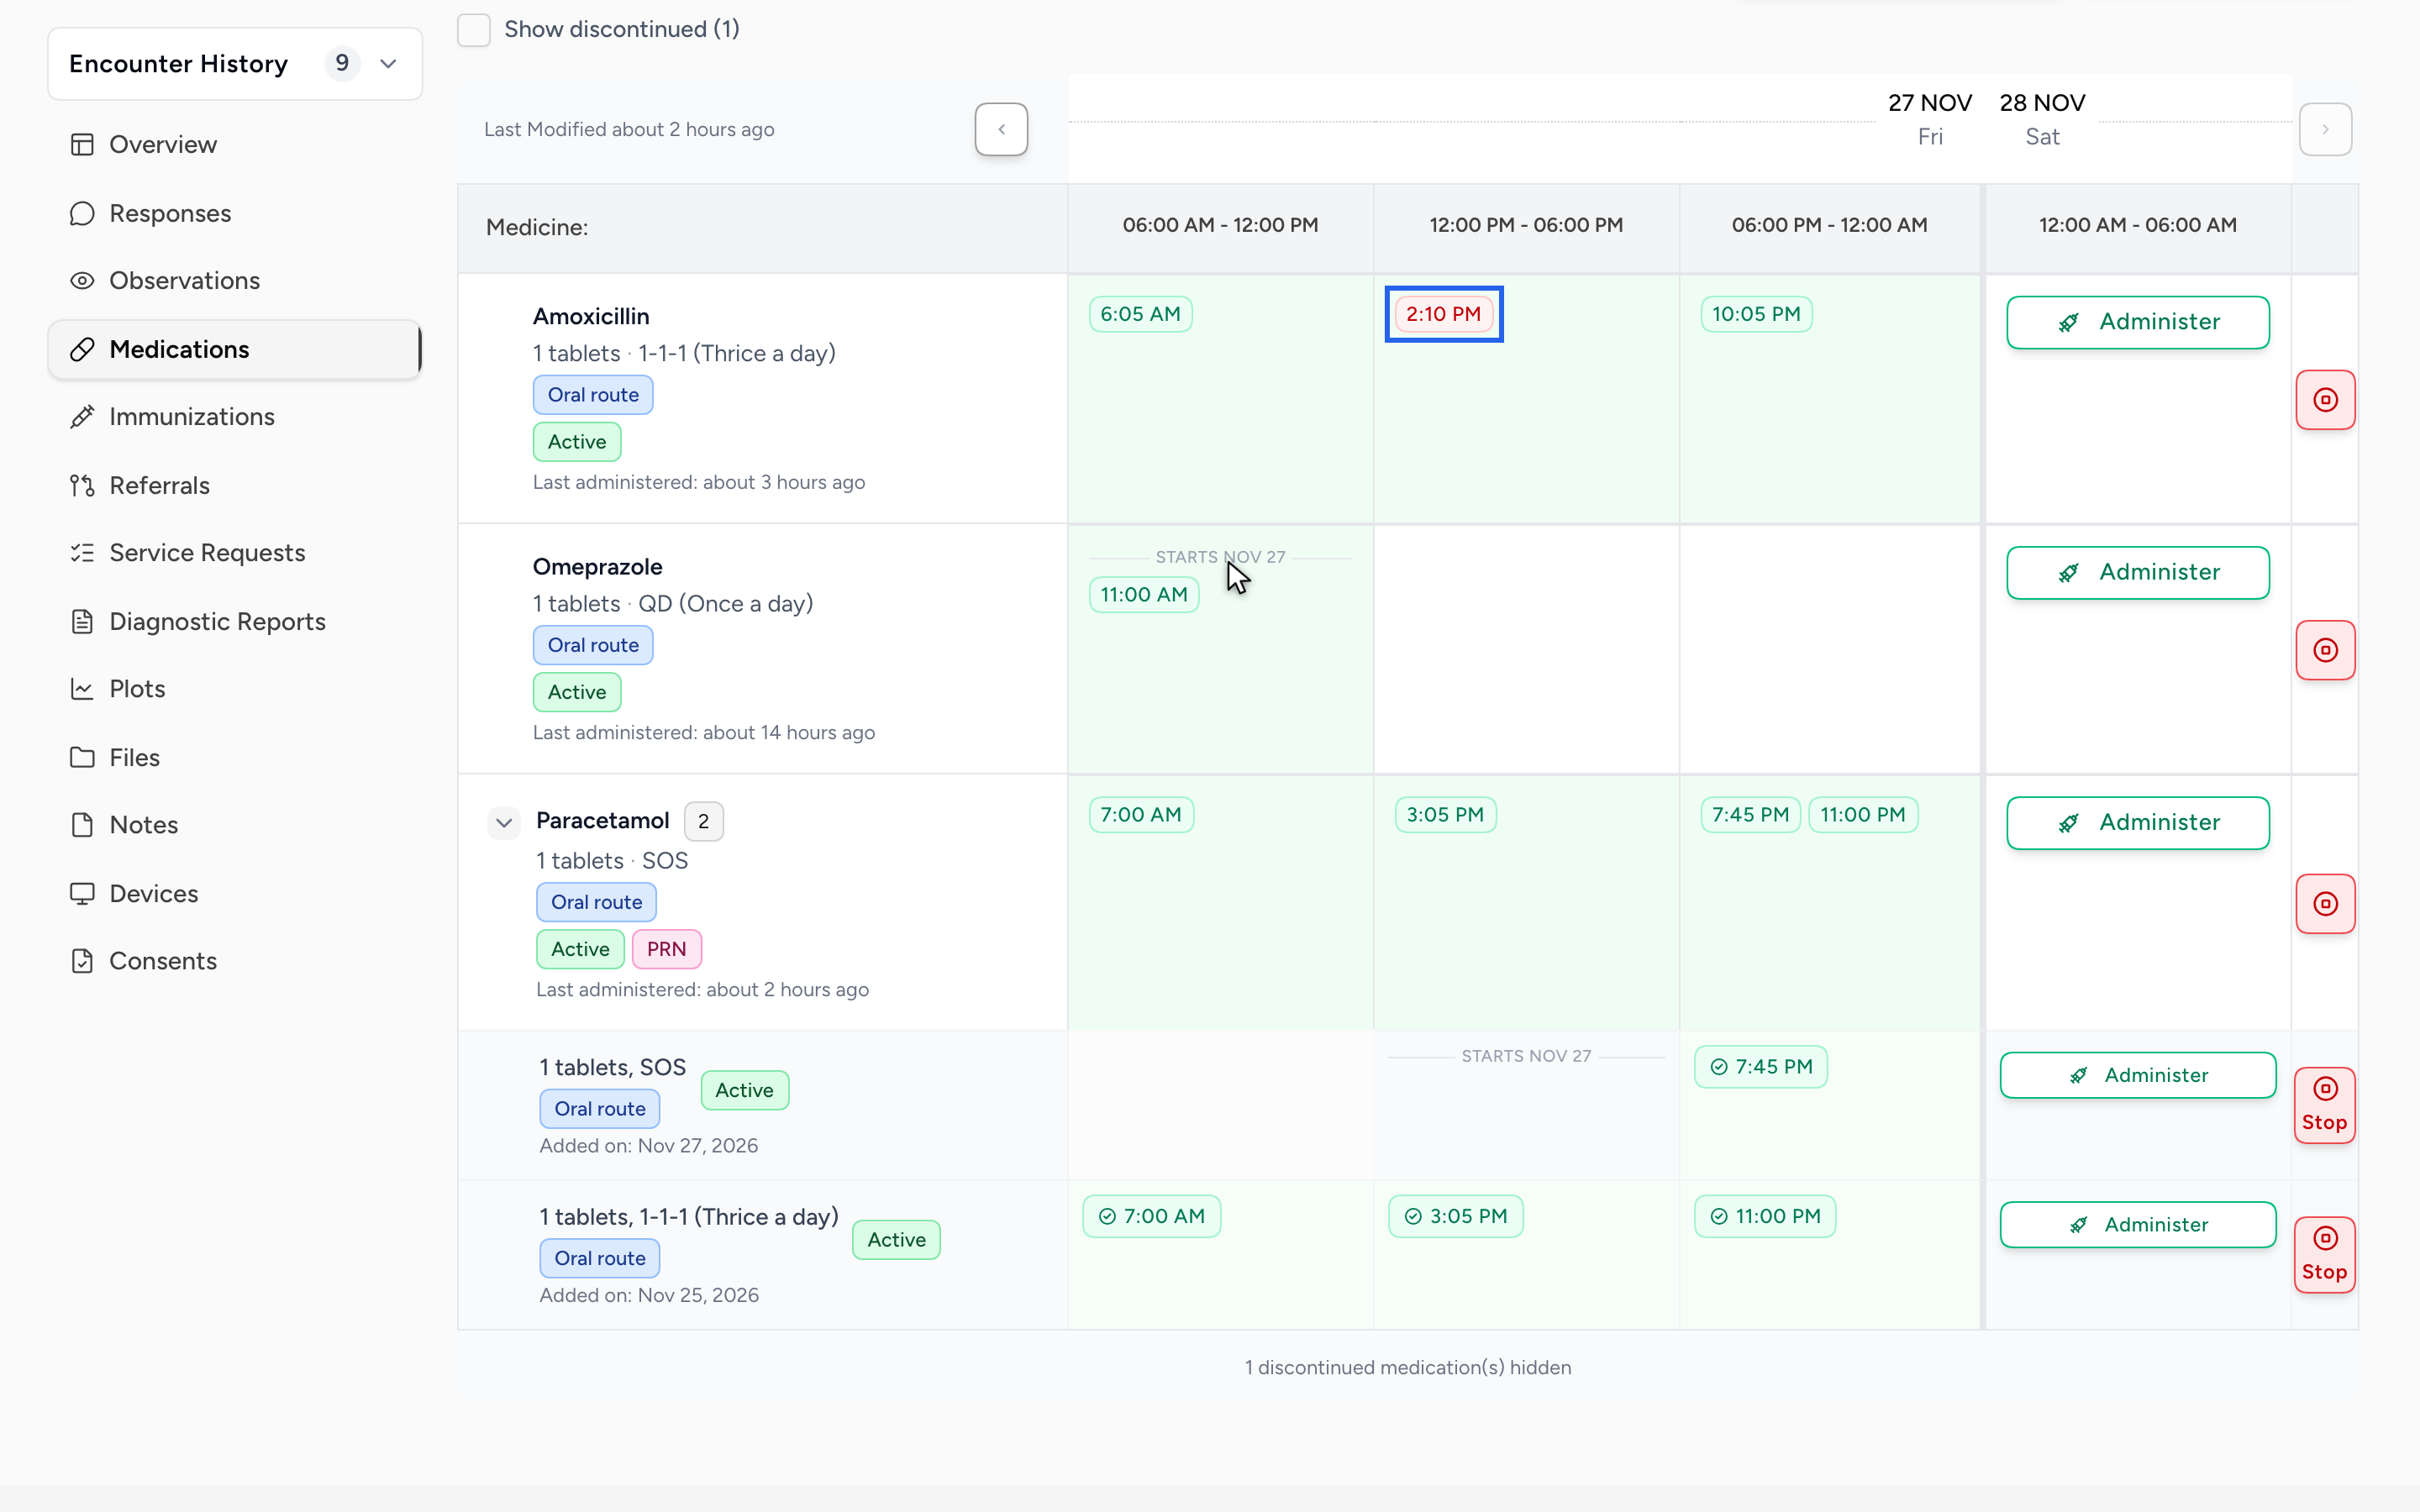 Show discontinued (1)
Encounter History 9
Overview
Responses
Observations
Medications
Immunizations
Referrals
Service Requests
Diagnostic Reports
Plots
Files
Notes
Devices
Consents
Last Modified about 2 hours ago
27 NOV
Fri
28 NOV
Sat
Medicine:
06:00 AM - 12:00 PM
12:00 PM - 06:00 PM
06:00 PM - 12:00 AM
12:00 AM - 06:00 AM
Amoxicillin
1 tablets · 1-1-1 (Thrice a day)
Oral route
Active
Last administered: about 3 hours ago
6:05 AM
2:10 PM
10:05 PM
Administer
Omeprazole
1 tablets · QD (Once a day)
Oral route
Active
Last administered: about 14 hours ago
STARTS NOV 27
11:00 AM
Administer
Paracetamol 2
1 tablets · SOS
Oral route
Active PRN
Last administered: about 2 hours ago
7:00 AM
3:05 PM
7:45 PM 11:00 PM
Administer
1 tablets, SOS
Oral route
Active
Added on: Nov 27, 2026
STARTS NOV 27
7:45 PM
Administer
Stop
1 tablets, 1-1-1 (Thrice a day)
Oral route
Active
Added on: Nov 25, 2026
7:00 AM
3:05 PM
11:00 PM
Administer
Stop
1 discontinued medication(s) hidden